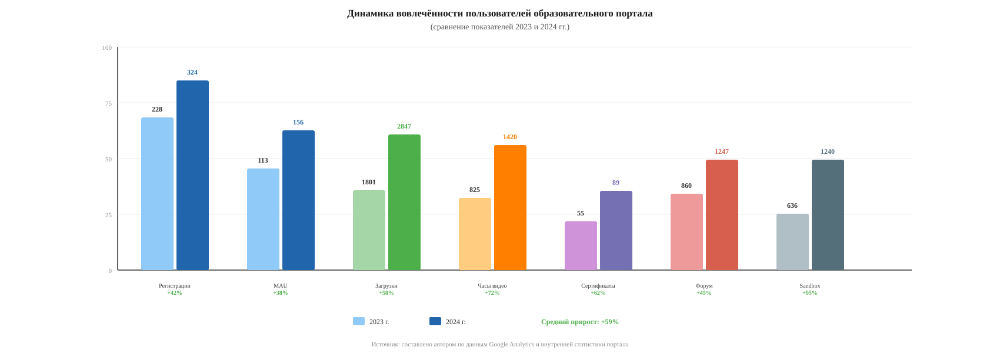 Динамика вовлечённости пользователей образовательного портала
(сравнение показателей 2023 и 2024 гг.)
100
75
50
25
0
228
324
113
156
1801
2847
825
1420
55
89
860
1247
636
1240
Регистрации
+42%
MAU
+38%
Загрузки
+58%
Часы видео
+72%
Сертификаты
+62%
Форум
+45%
Sandbox
+95%
2023 г.
2024 г.
Средний прирост: +59%
Источник: составлено автором по данным Google Analytics и внутренней статистики портала